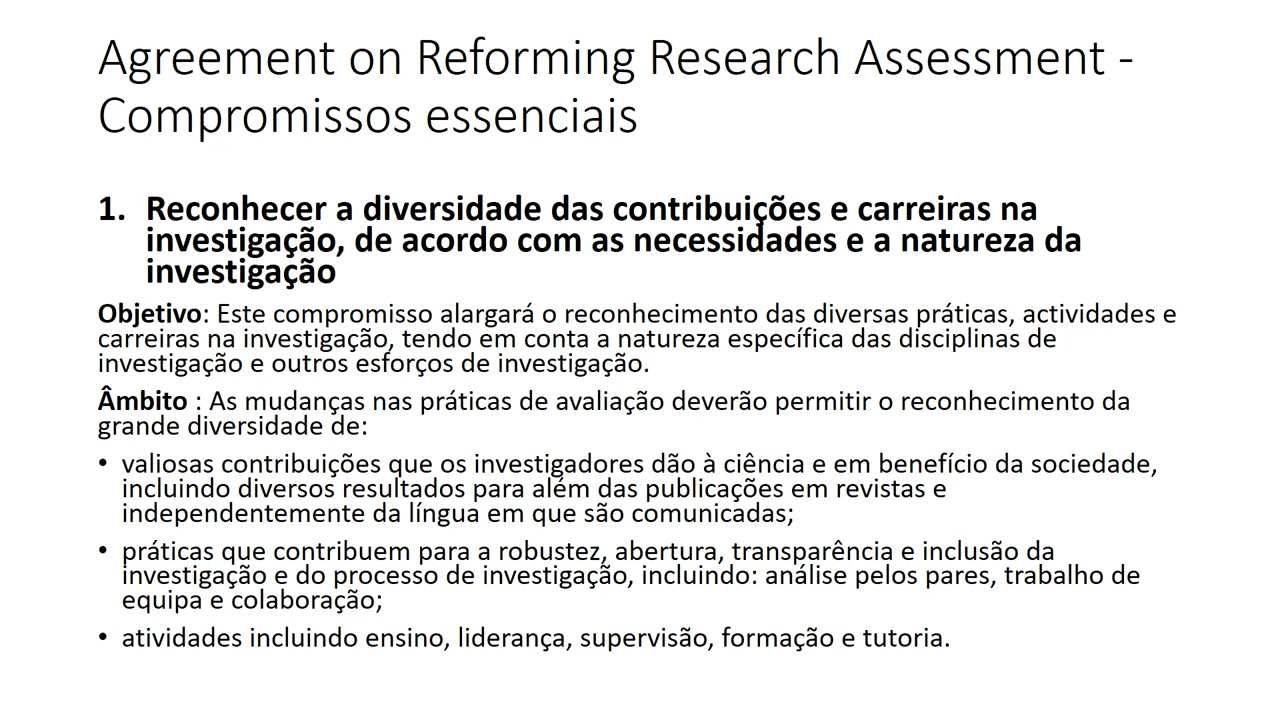 Agreement on Reforming Research Assessment -
Compromissos essenciais
1. Reconhecer a diversidade das contribuições e carreiras na
investigação, de acordo com as necessidades e a natureza da
investigação
Objetivo: Este compromisso alargará o reconhecimento das diversas práticas, actividades e
carreiras na investigação, tendo em conta a natureza específica das disciplinas de
investigação e outros esforços de investigação.
Âmbito : As mudanças nas práticas de avaliação deverão permitir o reconhecimento da
grande diversidade de:
• valiosas contribuições que os investigadores dão à ciência e em benefício da sociedade,
incluindo diversos resultados para além das publicações em revistas e
independentemente da língua em que são comunicadas;
• práticas que contribuem para a robustez, abertura, transparência e inclusão da
investigação e do processo de investigação, incluindo: análise pelos pares, trabalho de
equipa e colaboração;
• atividades incluindo ensino, liderança, supervisão, formação e tutoria.